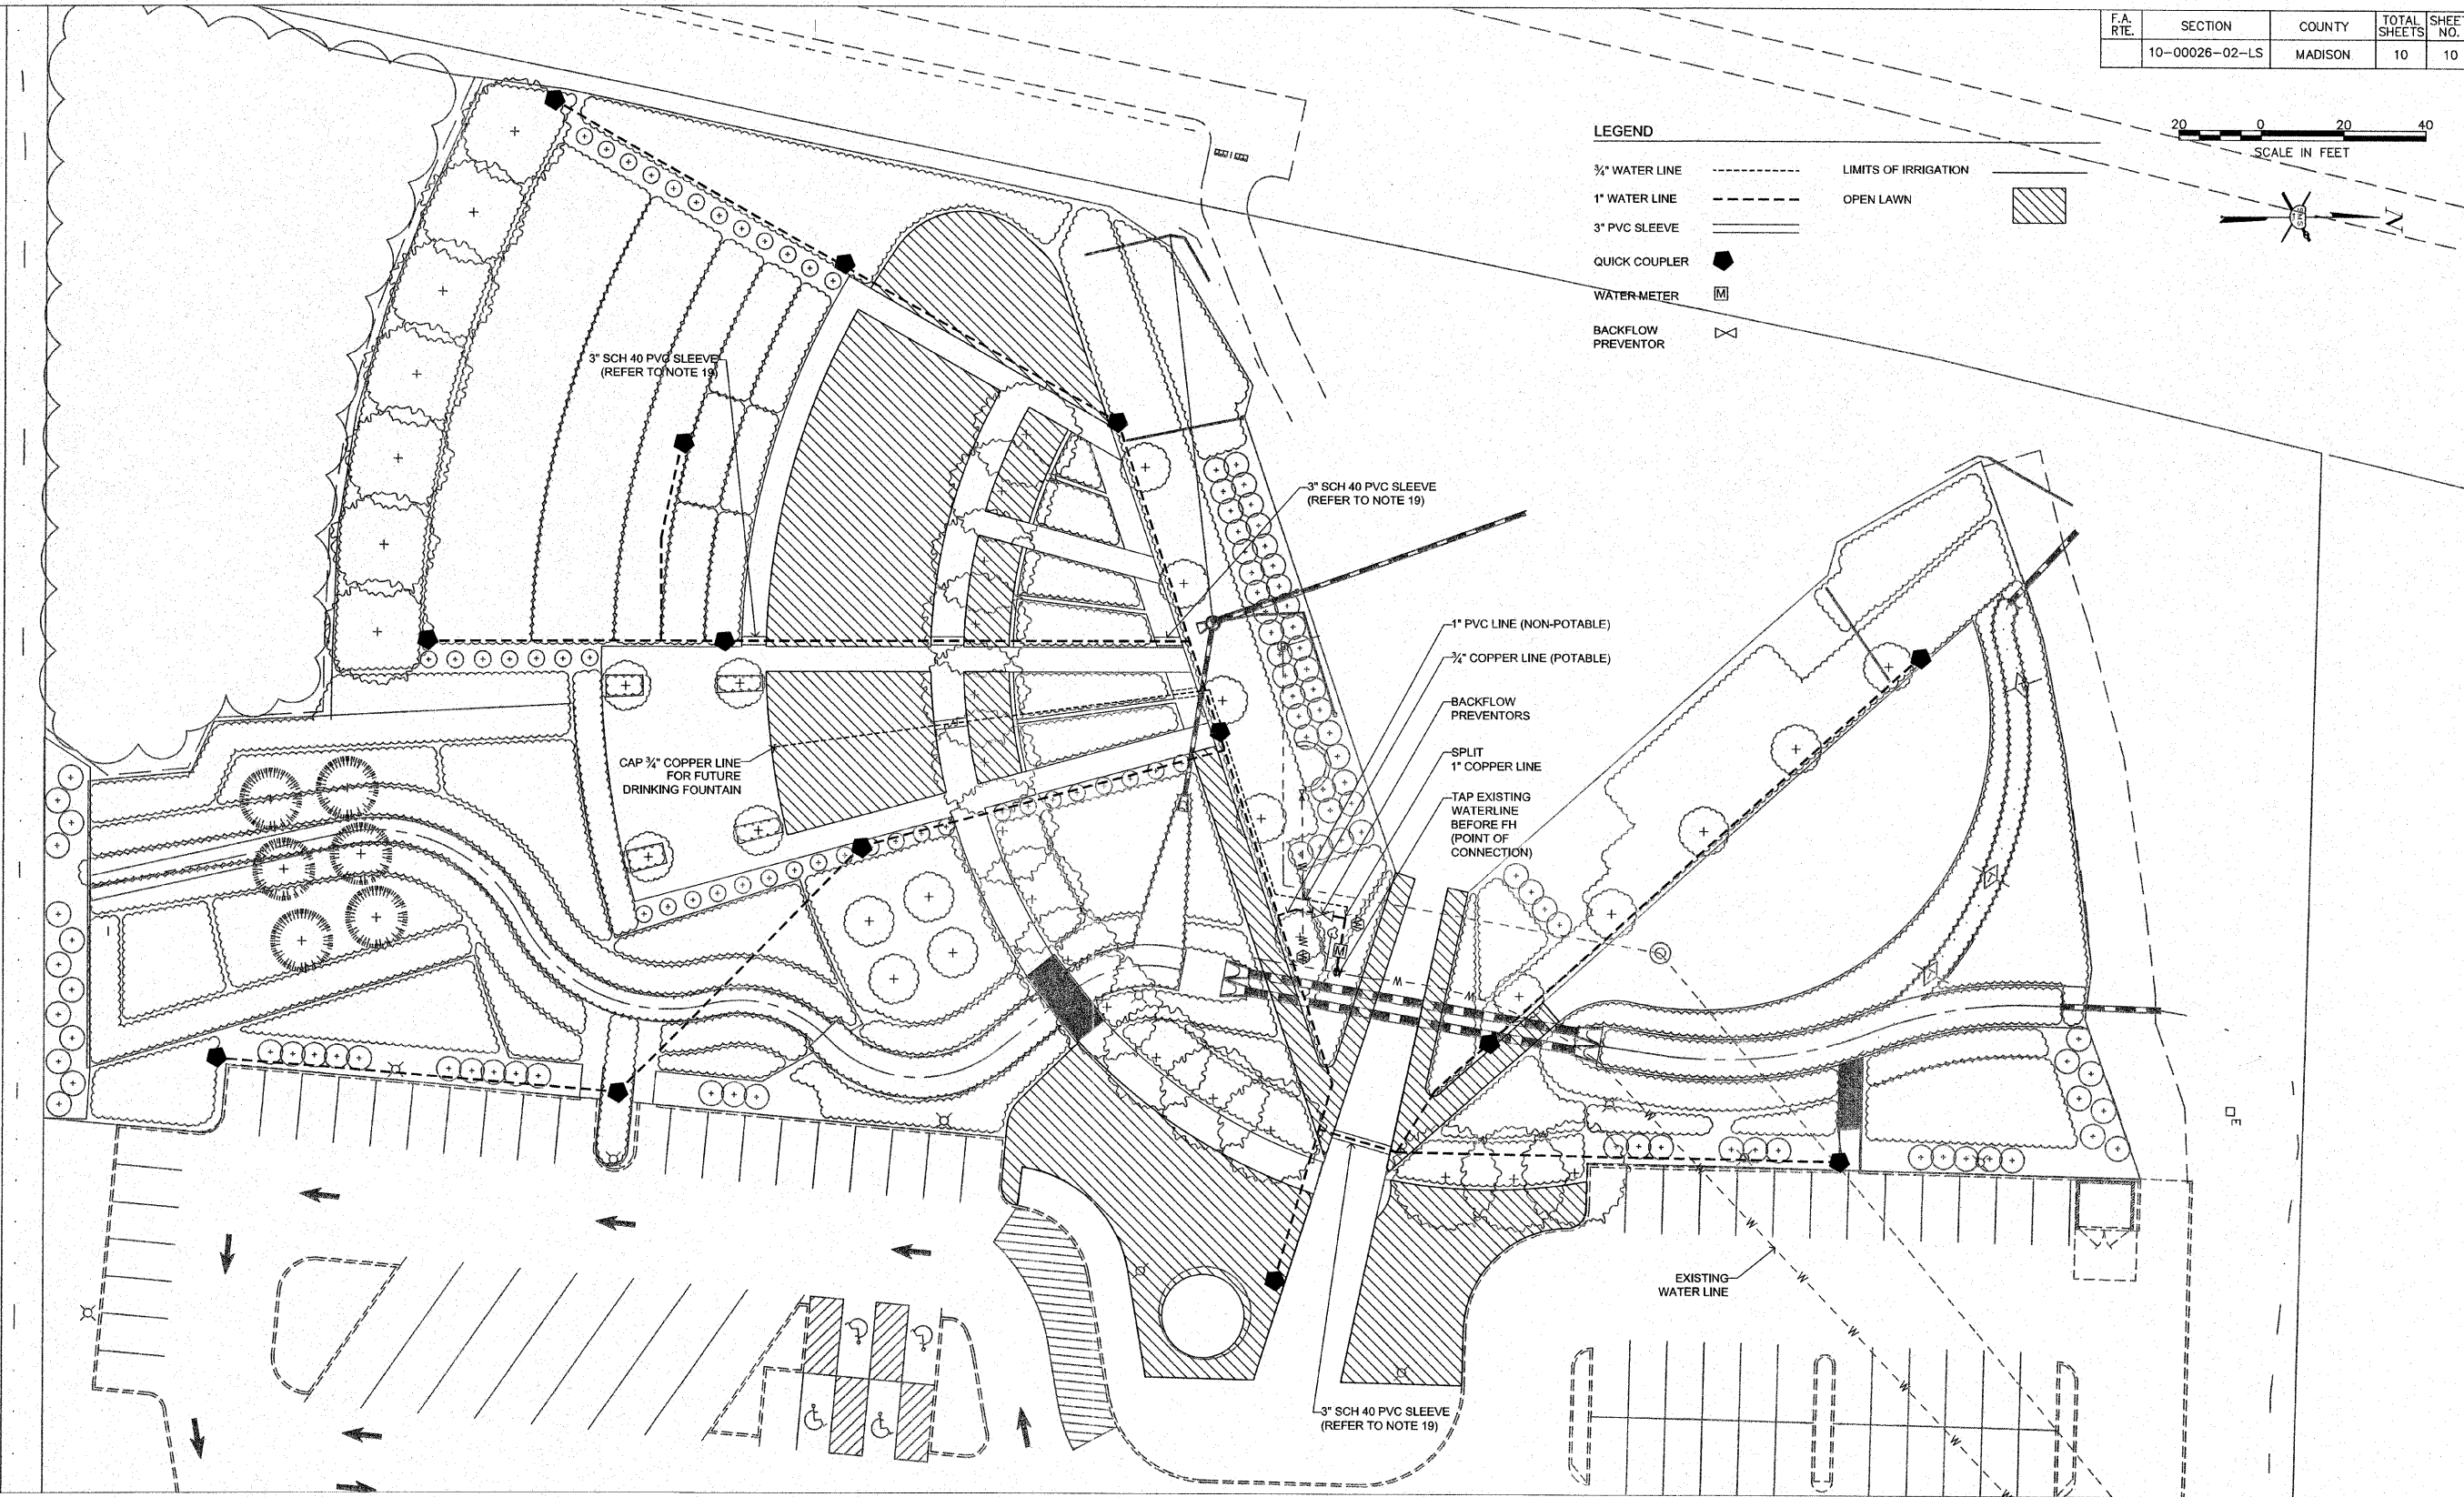 F.A. RTE.
SECTION
COUNTY
TOTAL SHEETS
SHEE NO.
10-00026-02-LS
MADISON
10
10
LEGEND
¾" WATER LINE
1" WATER LINE
3" PVC SLEEVE
QUICK COUPLER
WATER METER
M
BACKFLOW
PREVENTOR
LIMITS OF IRRIGATION
OPEN LAWN
20 0 20 40
SCALE IN FEET
N
3" SCH 40 PVC SLEEVE
(REFER TO NOTE 19)
3" SCH 40 PVC SLEEVE
(REFER TO NOTE 19)
1" PVC LINE (NON-POTABLE)
¾" COPPER LINE (POTABLE)
BACKFLOW
PREVENTORS
SPLIT
1" COPPER LINE
TAP EXISTING
WATERLINE
BEFORE FH
(POINT OF
CONNECTION)
CAP ¾" COPPER LINE
FOR FUTURE
DRINKING FOUNTAIN
M
W
W
W
EXISTING
WATER LINE
W
W
W
W
W
W
W
3" SCH 40 PVC SLEEVE
(REFER TO NOTE 19)